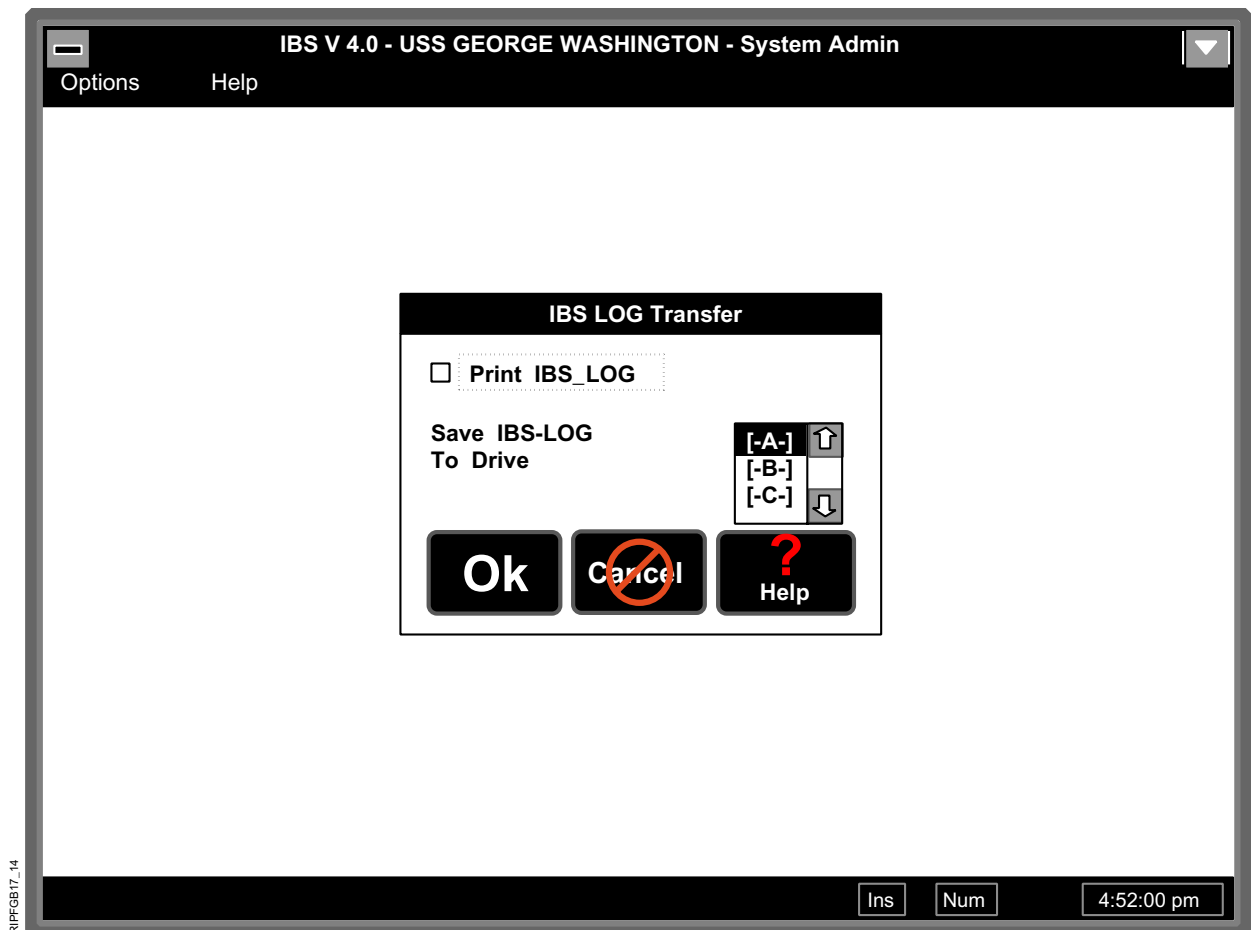 IBS V 4.0 - USS GEORGE WASHINGTON - System Admin
Options Help
IBS LOG Transfer
Print IBS_LOG
Save IBS-LOG
To Drive
[-A-]
[-B-]
[-C-]
Ok
Cancel
?
Help
Ins Num 4:52:00 pm
RIPFGB17_14